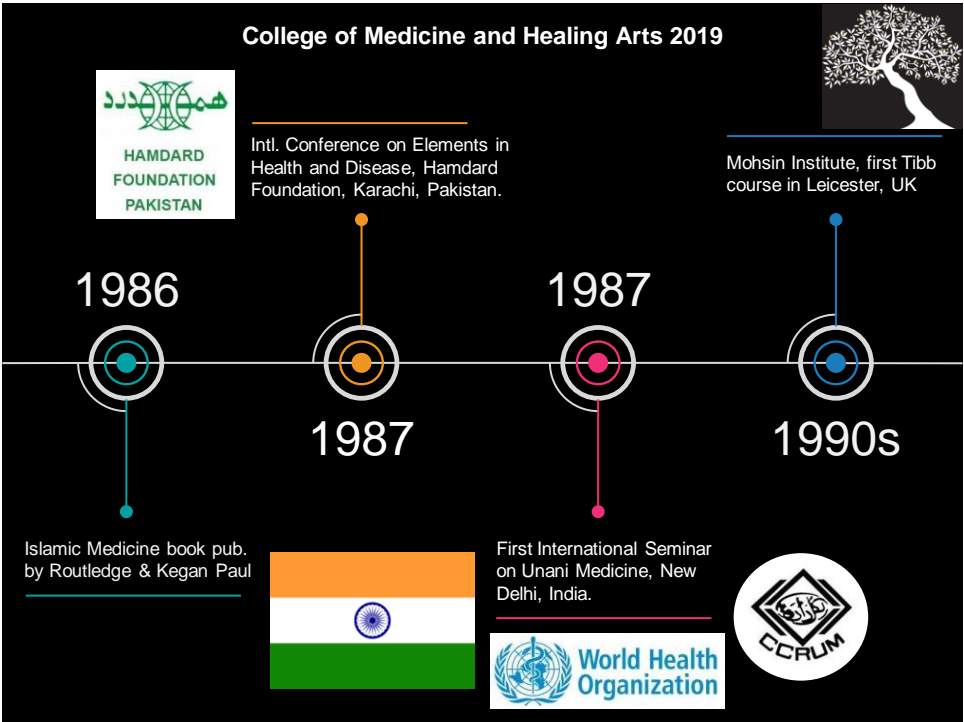 College of Medicine and Healing Arts 2019
همدرد
HAMDARD
FOUNDATION
PAKISTAN
Intl. Conference on Elements in
Health and Disease, Hamdard
Foundation, Karachi, Pakistan.
Mohsin Institute, first Tibb
course in Leicester, UK
1986
1987
1987
1990s
Islamic Medicine book pub.
by Routledge & Kegan Paul
First International Seminar
on Unani Medicine, New
Delhi, India.
World Health
Organization
CCRUM